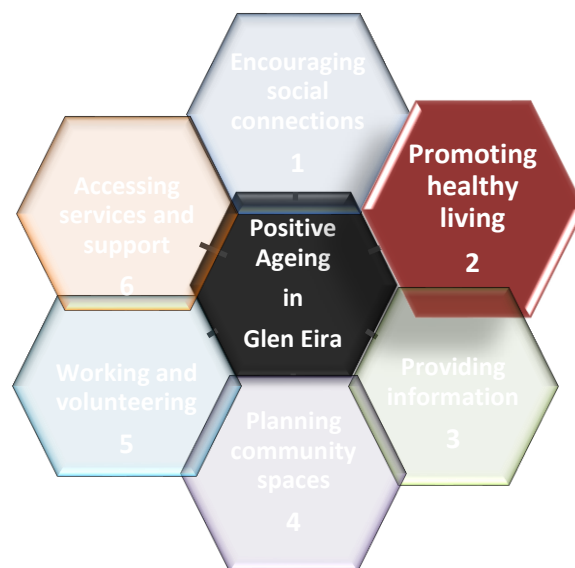 Encouraging
social
connections
1
Promoting
healthy
living
2
Providing
information
3
Planning
community
spaces
4
Working and
volunteering
5
Accessing
services and
support
6
Positive
Ageing
in
Glen Eira